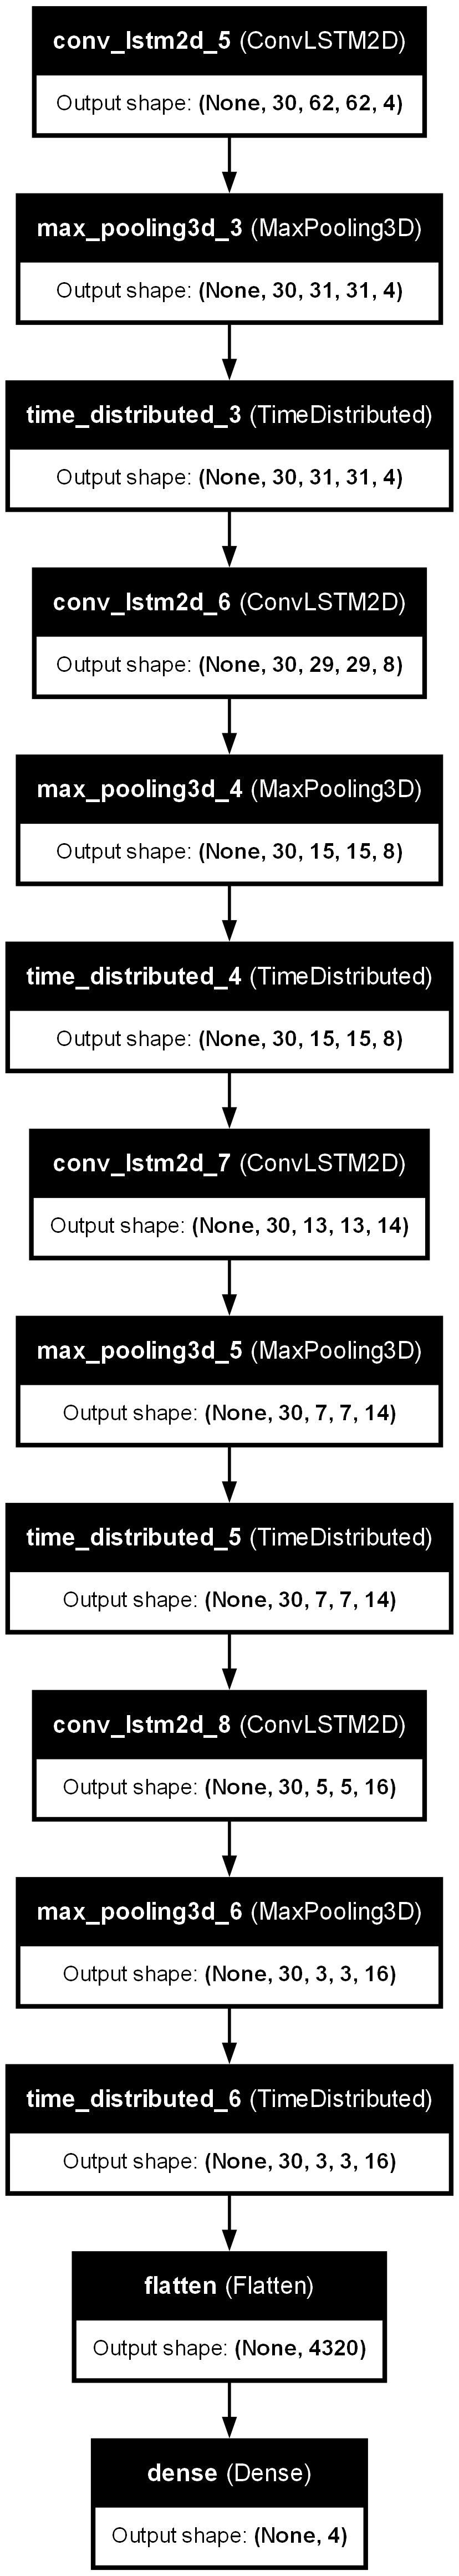 conv_lstm2d_5 (ConvLSTM2D)
Output shape: (None, 30, 62, 62, 4)
max_pooling3d_3 (MaxPooling3D)
Output shape: (None, 30, 31, 31, 4)
time_distributed_3 (TimeDistributed)
Output shape: (None, 30, 31, 31, 4)
conv_lstm2d_6 (ConvLSTM2D)
Output shape: (None, 30, 29, 29, 8)
max_pooling3d_4 (MaxPooling3D)
Output shape: (None, 30, 15, 15, 8)
time_distributed_4 (TimeDistributed)
Output shape: (None, 30, 15, 15, 8)
conv_lstm2d_7 (ConvLSTM2D)
Output shape: (None, 30, 13, 13, 14)
max_pooling3d_5 (MaxPooling3D)
Output shape: (None, 30, 7, 7, 14)
time_distributed_5 (TimeDistributed)
Output shape: (None, 30, 7, 7, 14)
conv_lstm2d_8 (ConvLSTM2D)
Output shape: (None, 30, 5, 5, 16)
max_pooling3d_6 (MaxPooling3D)
Output shape: (None, 30, 3, 3, 16)
time_distributed_6 (TimeDistributed)
Output shape: (None, 30, 3, 3, 16)
flatten (Flatten)
Output shape: (None, 4320)
dense (Dense)
Output shape: (None, 4)